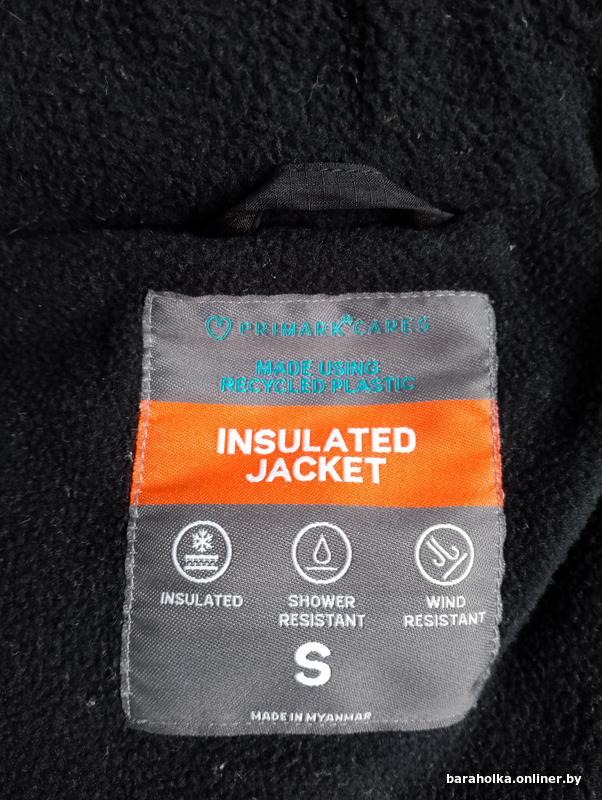 PRIMARK CARES
MADE USING
RECYCLED PLASTIC
INSULATED
JACKET
INSULATED
SHOWER
RESISTANT
WIND
RESISTANT
S
MADE IN MYANMAR
baraholka.onliner.by